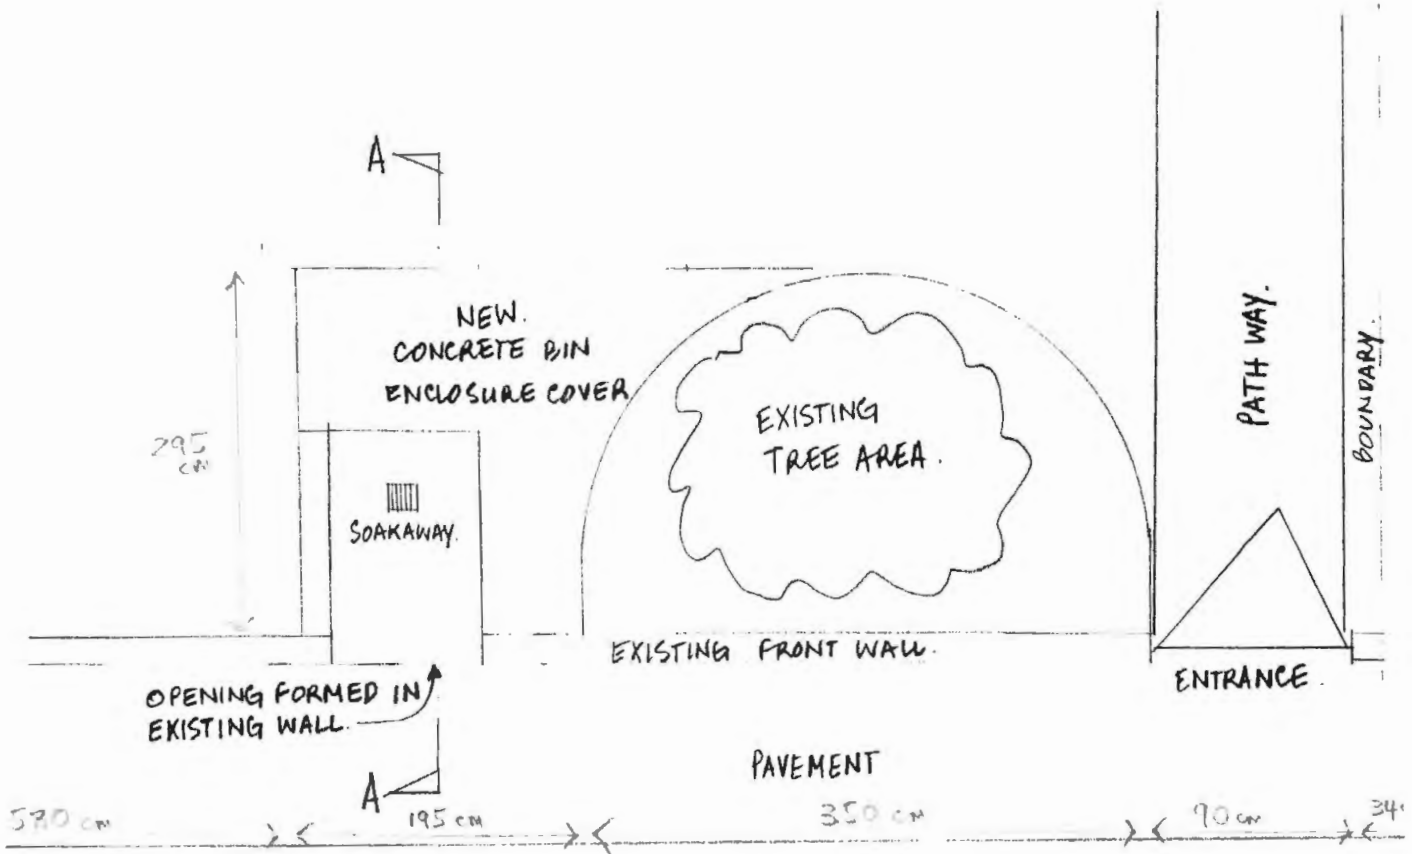 A
NEW.
CONCRETE BIN
ENCLOSURE COVER
EXISTING
TREE AREA.
PATH WAY.
BOUNDARY.
295
CM
SOAKAWAY.
EXISTING FRONT WALL.
ENTRANCE.
OPENING FORMED IN
EXISTING WALL.
A
PAVEMENT
195 CM
350 CM
90 CM